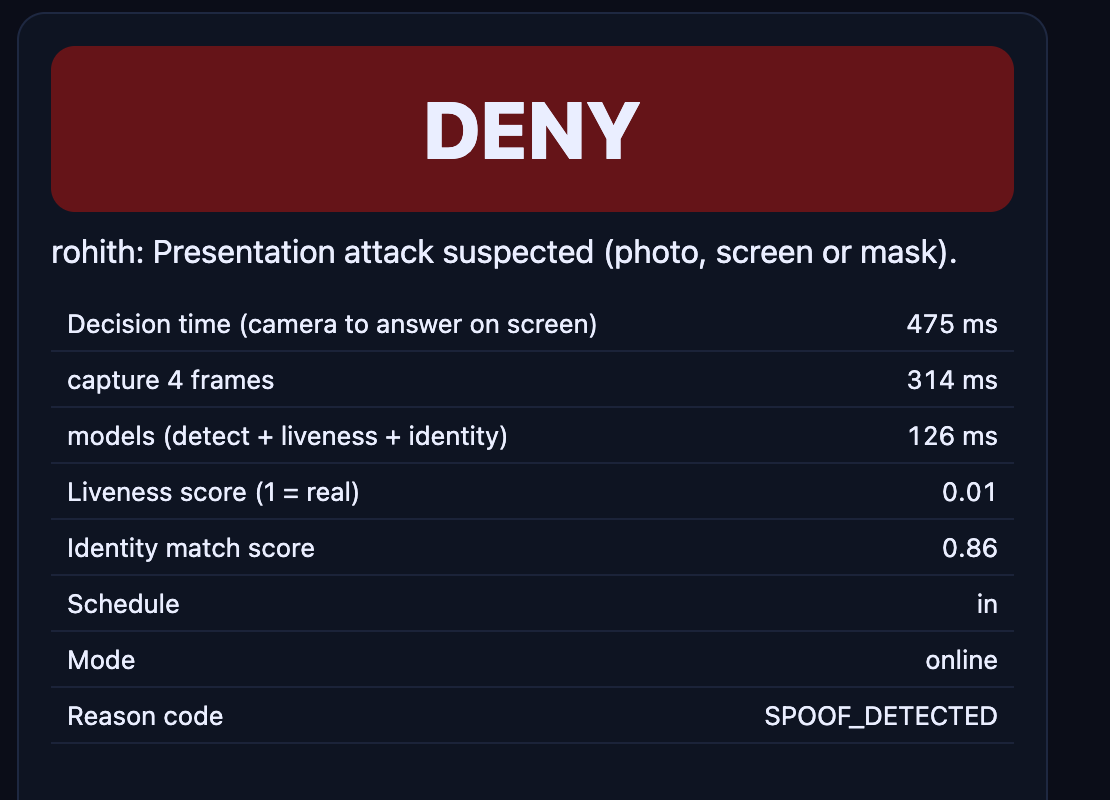 DENY
rohith: Presentation attack suspected (photo, screen or mask).
Decision time (camera to answer on screen) 475 ms
capture 4 frames 314 ms
models (detect + liveness + identity) 126 ms
Liveness score (1 = real) 0.01
Identity match score 0.86
Schedule in
Mode online
Reason code SPOOF_DETECTED